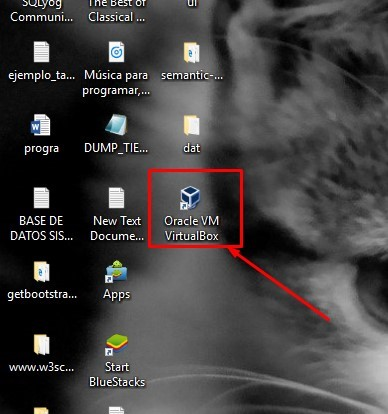 SQLyog
Communi...
The Best of
Classical ...
ui
ejemplo_ta...
Música para
programar,...
semantic-...
progra
DUMP_TIE...
dat
BASE DE
DATOS SIS...
New Text
Docume...
Oracle VM
VirtualBox
getbootstra...
Apps
www.w3sc...
Start
BlueStacks